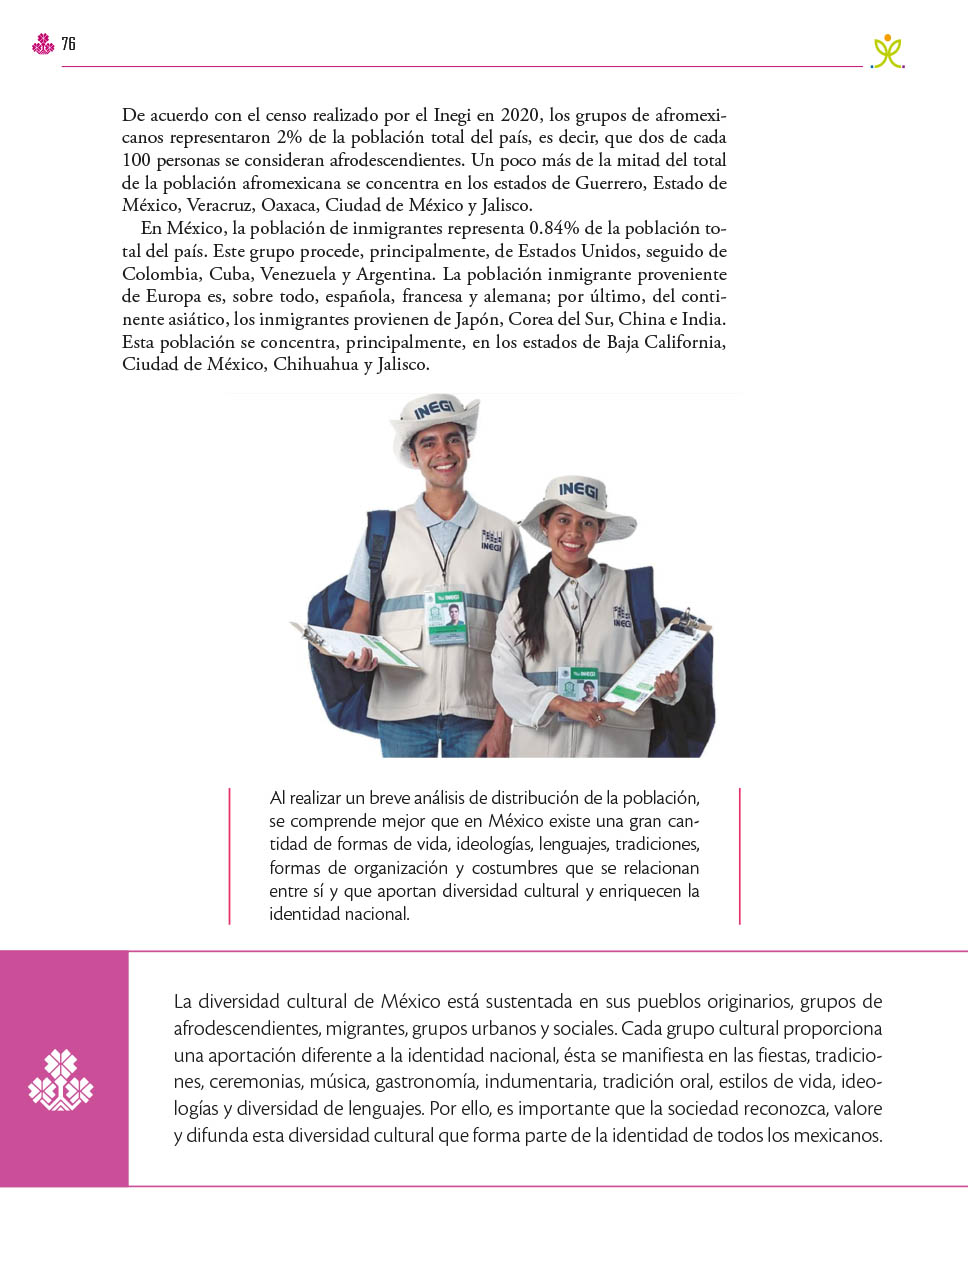 76
De acuerdo con el censo realizado por el Inegi en 2020, los grupos de afromexi-
canos representaron 2% de la población total del país, es decir, que dos de cada
100 personas se consideran afrodescendientes. Un poco más de la mitad del total
de la población afromexicana se concentra en los estados de Guerrero, Estado de
México, Veracruz, Oaxaca, Ciudad de México y Jalisco.
En México, la población de inmigrantes representa 0.84% de la población to-
tal del país. Este grupo procede, principalmente, de Estados Unidos, seguido de
Colombia, Cuba, Venezuela y Argentina. La población inmigrante proveniente
de Europa es, sobre todo, española, francesa y alemana; por último, del conti-
nente asiático, los inmigrantes provienen de Japón, Corea del Sur, China e India.
Esta población se concentra, principalmente, en los estados de Baja California,
Ciudad de México, Chihuahua y Jalisco.
INEGI
INEGI
INEGI
INEGI
INEGI
INEGI
Al realizar un breve análisis de distribución de la población,
se comprende mejor que en México existe una gran can-
tidad de formas de vida, ideologías, lenguajes, tradiciones,
formas de organización y costumbres que se relacionan
entre sí y que aportan diversidad cultural y enriquecen la
identidad nacional.
La diversidad cultural de México está sustentada en sus pueblos originarios, grupos de
afrodescendientes, migrantes, grupos urbanos y sociales. Cada grupo cultural proporciona
una aportación diferente a la identidad nacional, ésta se manifiesta en las fiestas, tradicio-
nes, ceremonias, música, gastronomía, indumentaria, tradición oral, estilos de vida, ideo-
logías y diversidad de lenguajes. Por ello, es importante que la sociedad reconozca, valore
y difunda esta diversidad cultural que forma parte de la identidad de todos los mexicanos.